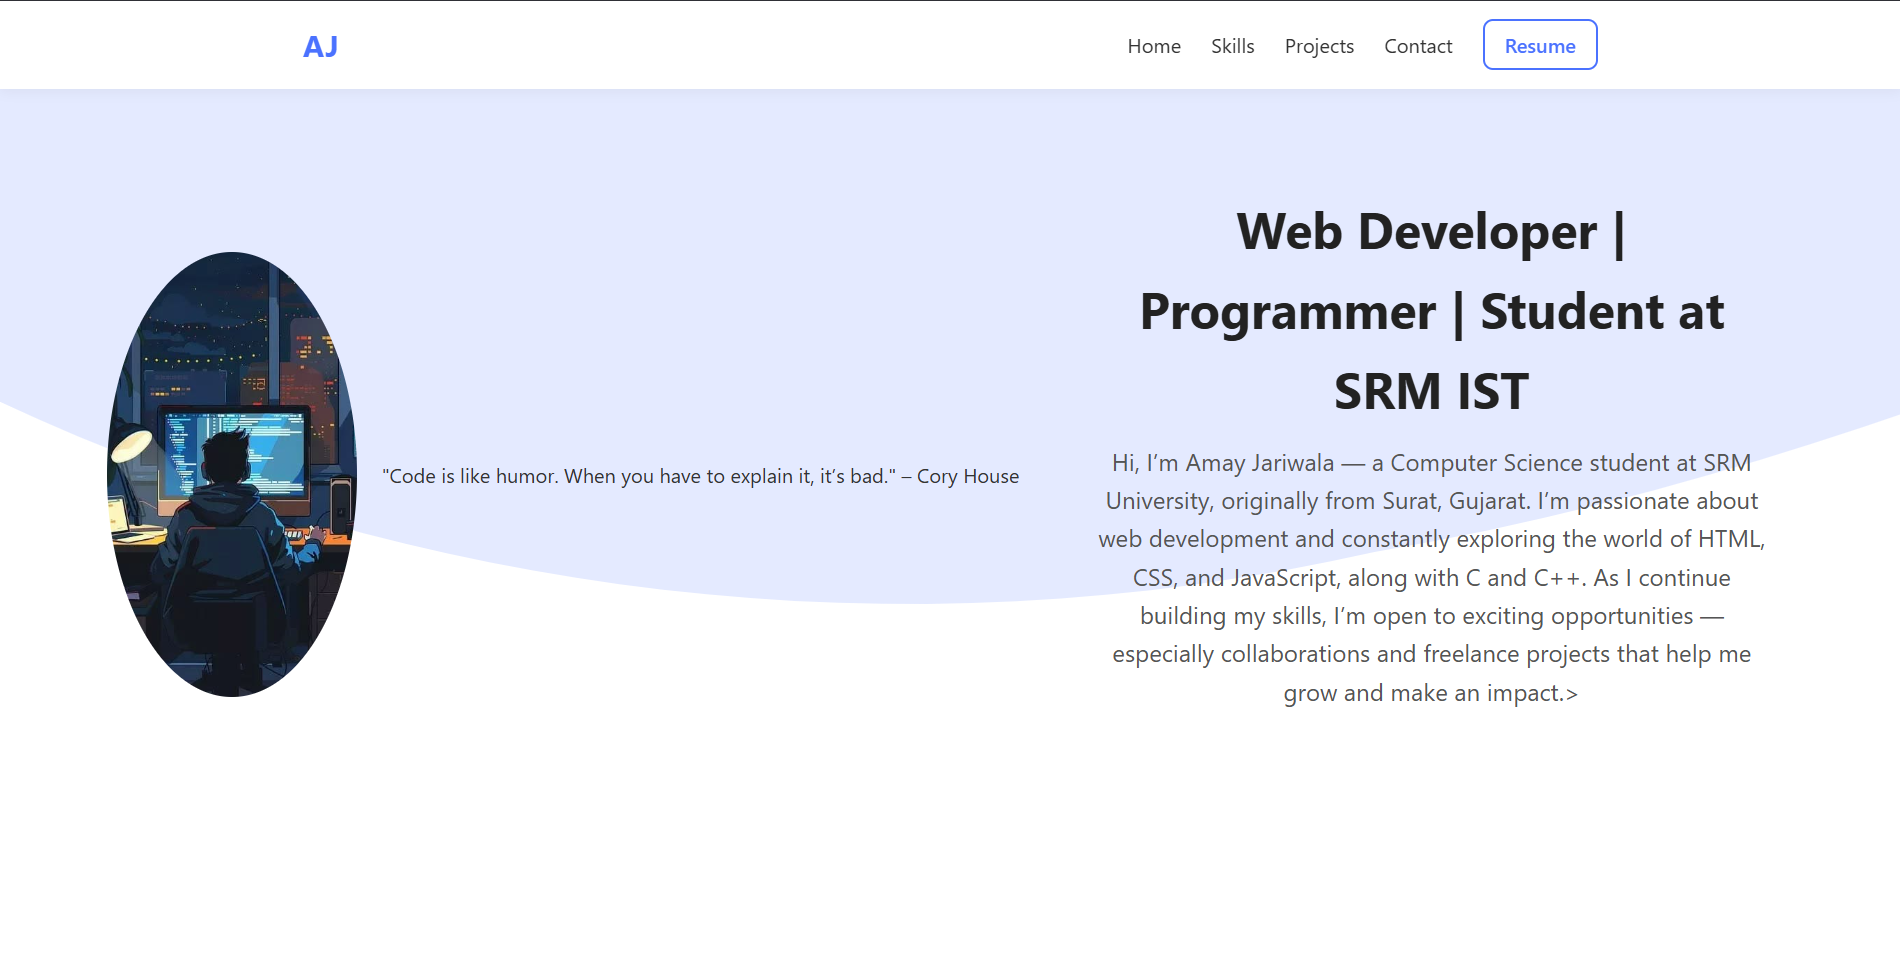 AJ
Home Skills Projects Contact Resume
"Code is like humor. When you have to explain it, it’s bad." – Cory House
Web Developer |
Programmer | Student at
SRM IST
Hi, I’m Amay Jariwala — a Computer Science student at SRM
University, originally from Surat, Gujarat. I’m passionate about
web development and constantly exploring the world of HTML,
CSS, and JavaScript, along with C and C++. As I continue
building my skills, I’m open to exciting opportunities —
especially collaborations and freelance projects that help me
grow and make an impact.>